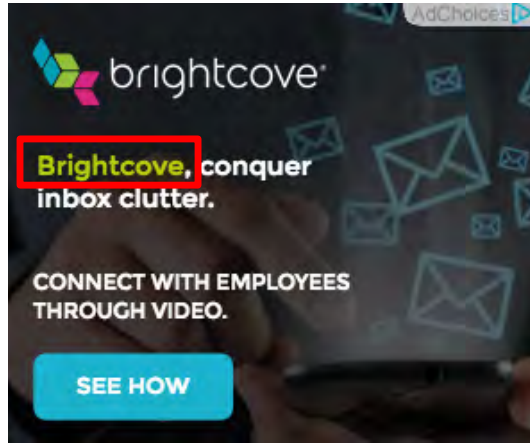 AdChoices
brightcove®
Brightcove, conquer
inbox clutter.
CONNECT WITH EMPLOYEES
THROUGH VIDEO.
SEE HOW